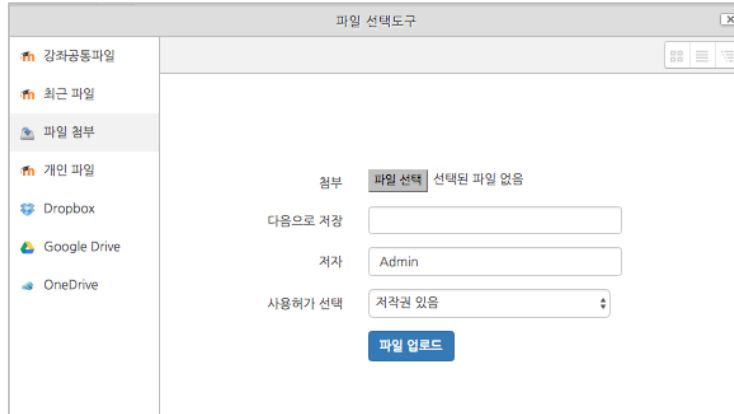 파일 선택도구
강좌공통파일
최근 파일
파일 첨부
개인 파일
Dropbox
Google Drive
OneDrive
첨부 파일 선택 선택된 파일 없음
다음으로 저장
저자 Admin
사용허가 선택 저작권 있음
파일 업로드